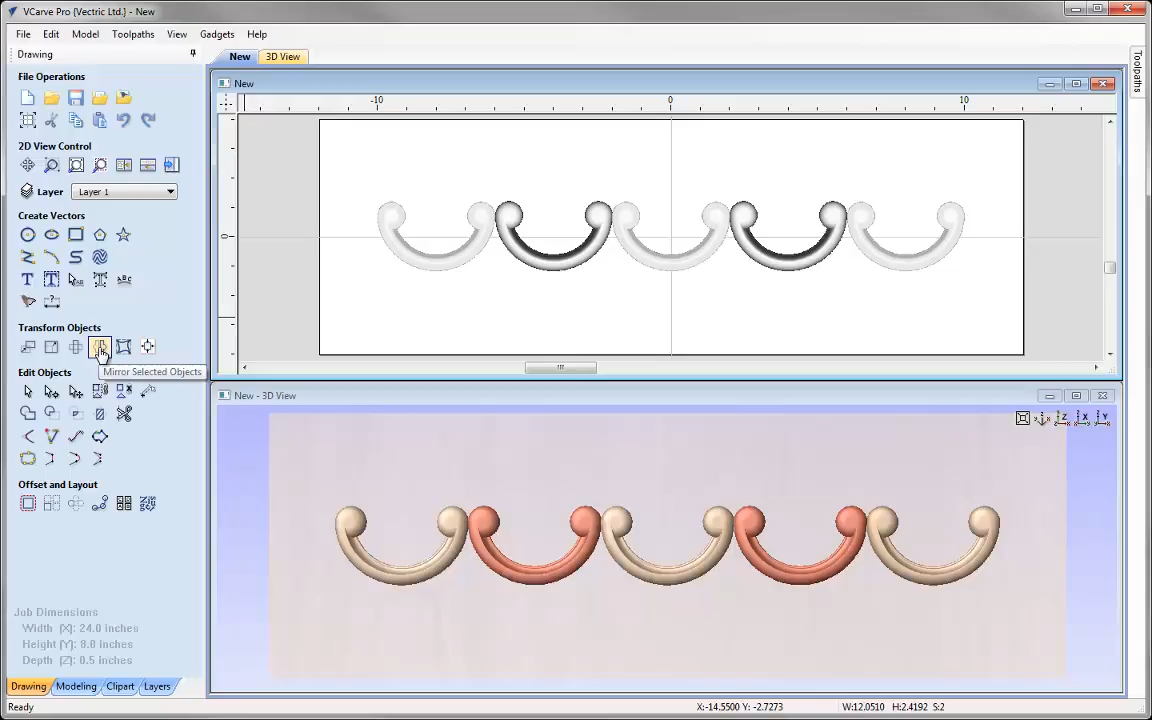 VCarve Pro {Vectric Ltd.} - New
File Edit Model Toolpaths View Gadgets Help
Drawing
New 3D View
Toolpaths
File Operations
New
-10 0 10
0
2D View Control
Layer Layer 1
Create Vectors
Transform Objects
Mirror Selected Objects
Edit Objects
New - 3D View
Z X Y
Offset and Layout
Job Dimensions
Width (X): 24.0 inches
Height (Y): 8.0 inches
Depth (Z): 0.5 inches
Drawing Modeling Clipart Layers
Ready X:-14.5500 Y: -2.7273 W:12.0510 H:2.4192 S:2